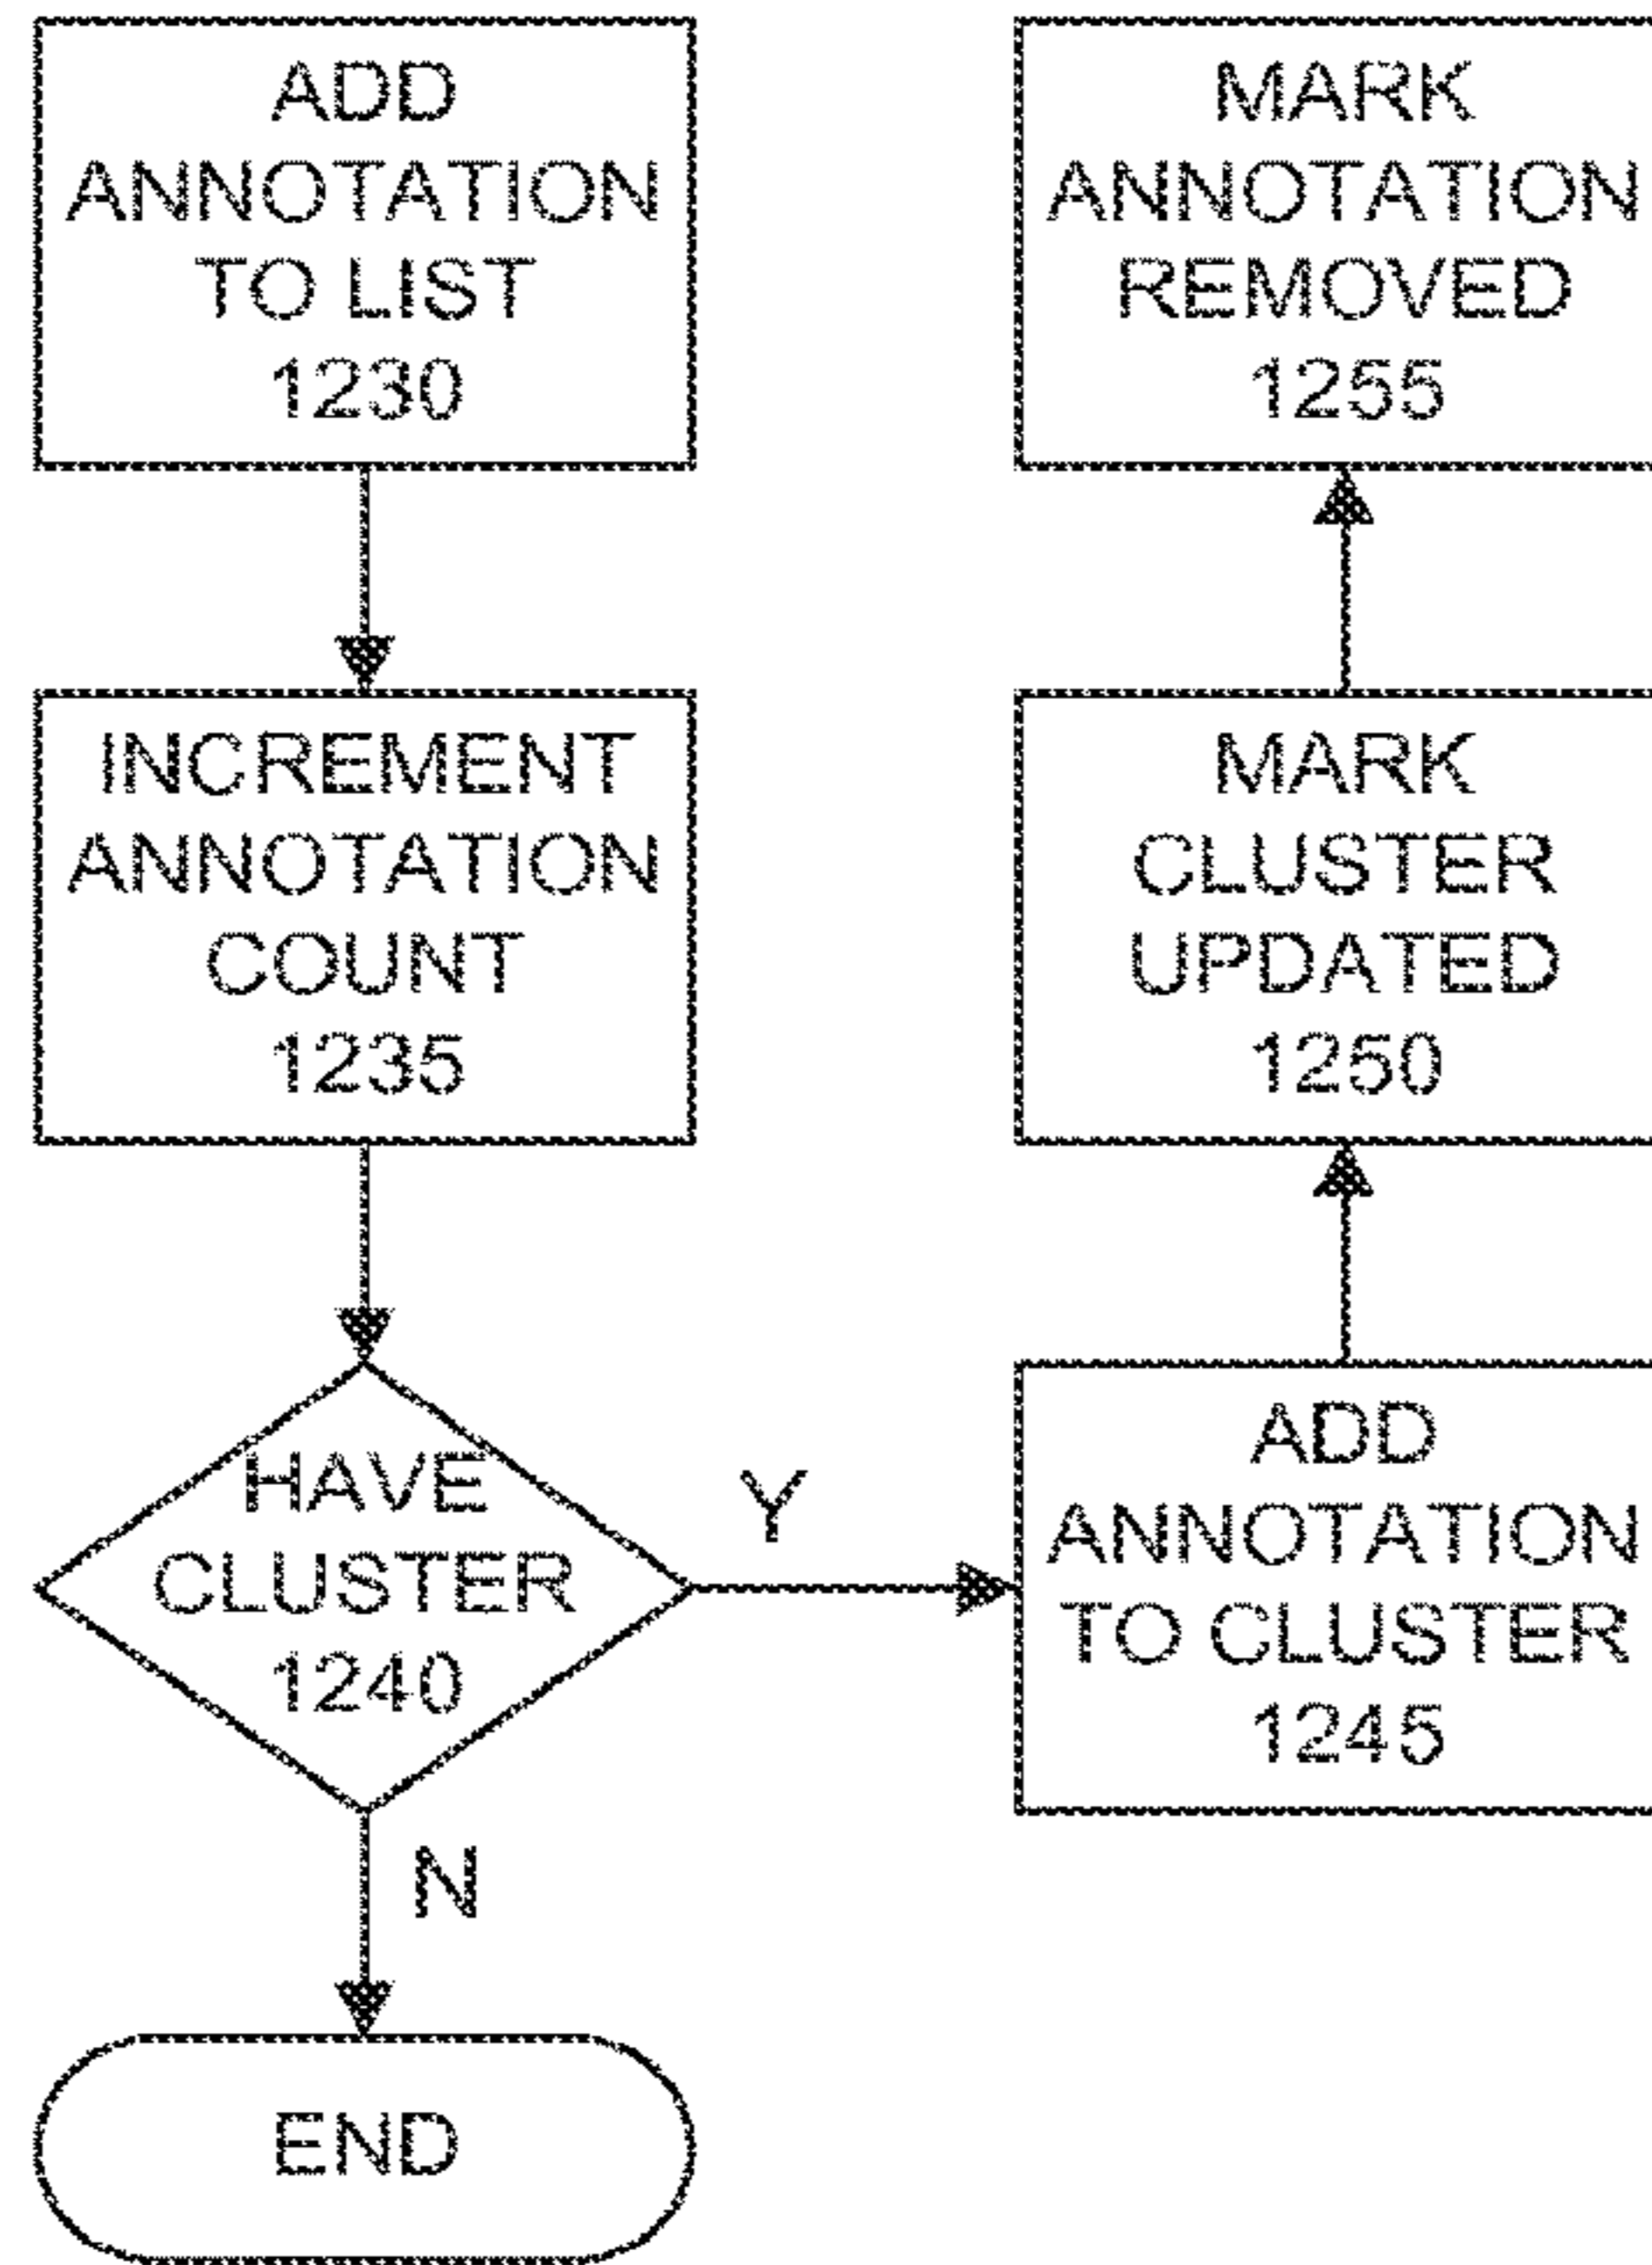 ADD
ANNOTATION
TO LIST
1230
INCREMENT
ANNOTATION
COUNT
1235
HAVE
CLUSTER
1240
Y
N
END
ADD
ANNOTATION
TO CLUSTER
1245
MARK
CLUSTER
UPDATED
1250
MARK
ANNOTATION
REMOVED
1255